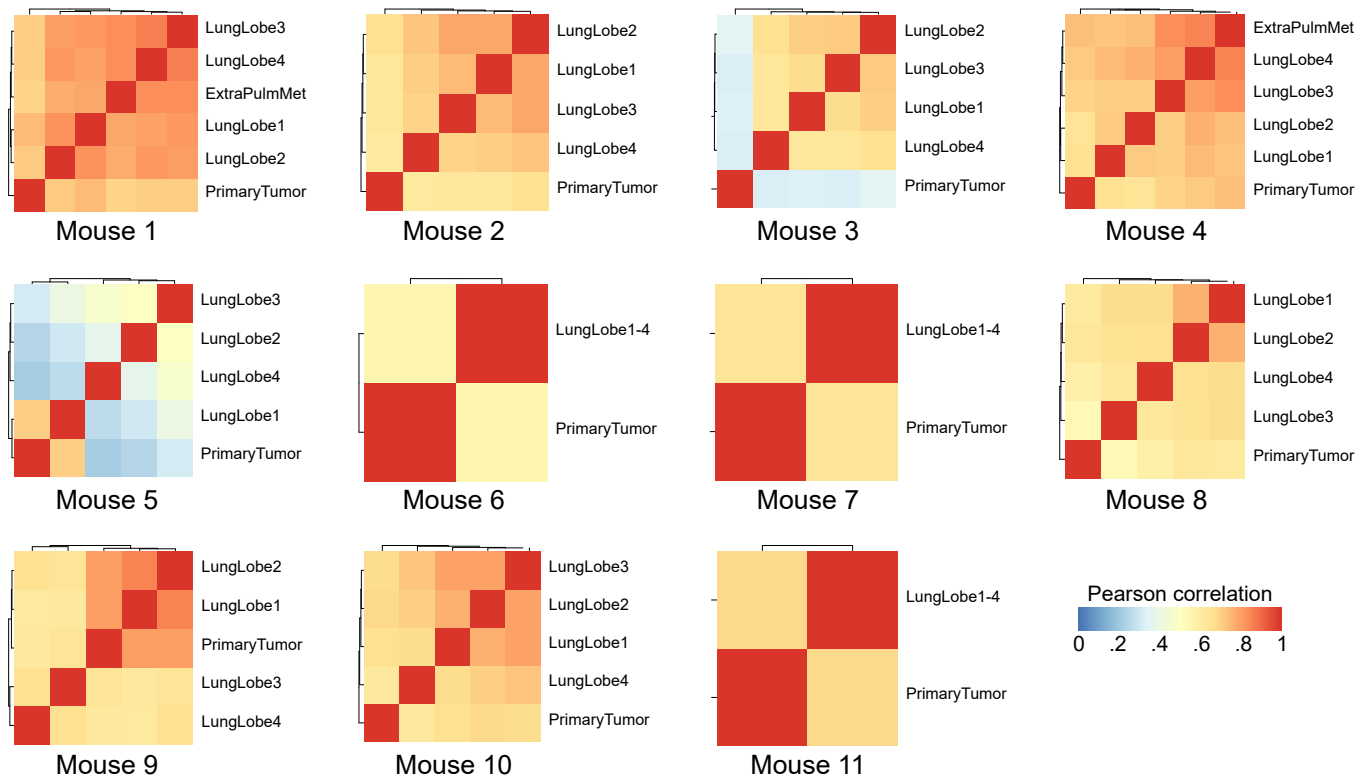 LungLobe3
LungLobe4
ExtraPulmMet
LungLobe1
LungLobe2
PrimaryTumor
Mouse 1
LungLobe2
LungLobe1
LungLobe3
LungLobe4
PrimaryTumor
Mouse 2
LungLobe2
LungLobe3
LungLobe1
LungLobe4
PrimaryTumor
Mouse 3
ExtraPulmMet
LungLobe4
LungLobe3
LungLobe2
LungLobe1
PrimaryTumor
Mouse 4
LungLobe3
LungLobe2
LungLobe4
LungLobe1
PrimaryTumor
Mouse 5
LungLobe1-4
PrimaryTumor
Mouse 6
LungLobe1-4
PrimaryTumor
Mouse 7
LungLobe1
LungLobe2
LungLobe4
LungLobe3
PrimaryTumor
Mouse 8
LungLobe2
LungLobe1
PrimaryTumor
LungLobe3
LungLobe4
Mouse 9
LungLobe3
LungLobe2
LungLobe1
LungLobe4
PrimaryTumor
Mouse 10
LungLobe1-4
PrimaryTumor
Mouse 11
Pearson correlation
0 .2 .4 .6 .8 1